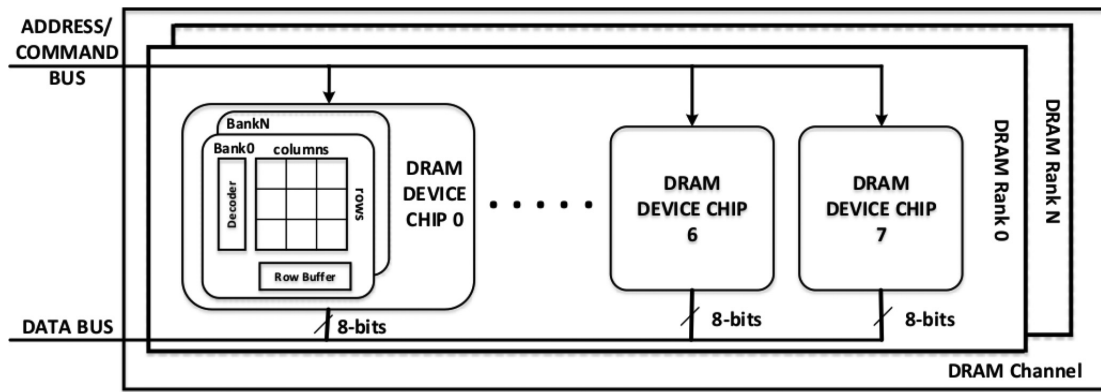 ADDRESS/
COMMAND
BUS
BankN
Bank0
columns
rows
Decoder
Row Buffer
DRAM
DEVICE
CHIP 0
DRAM
DEVICE CHIP
6
DRAM
DEVICE CHIP
7
DRAM Rank 0
DRAM Rank N
DATA BUS
8-bits
8-bits
8-bits
DRAM Channel